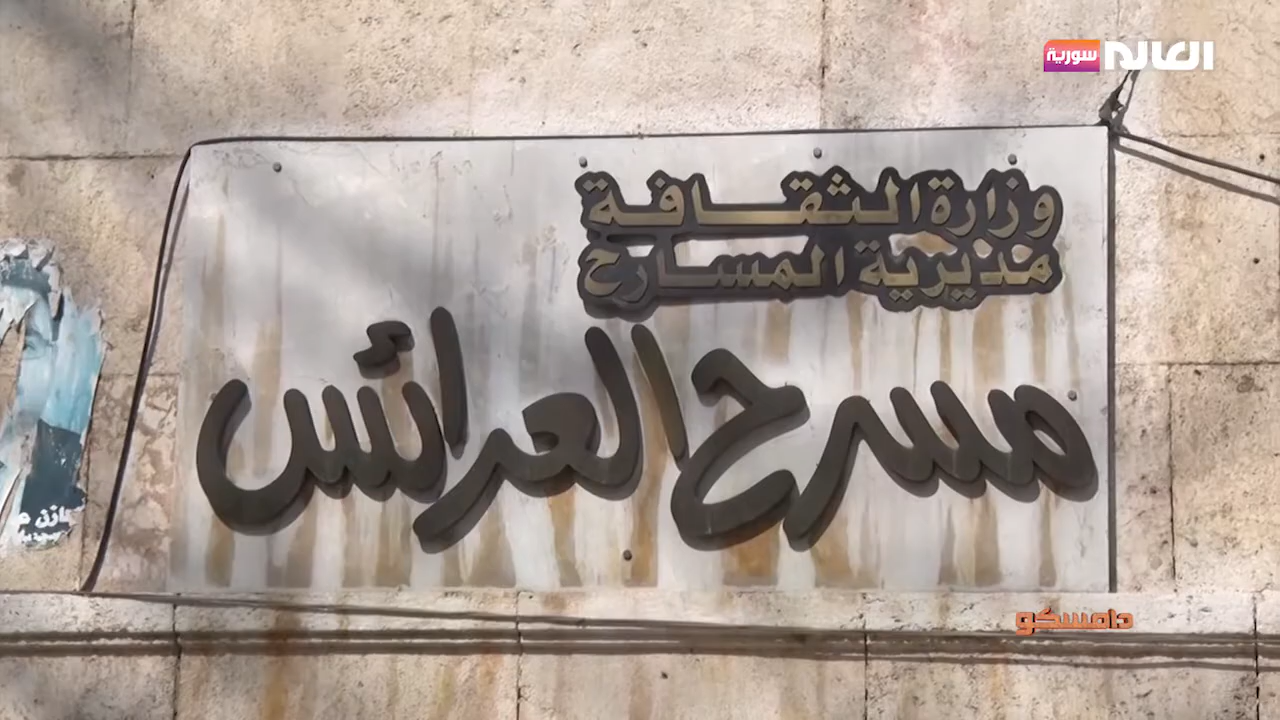 العالم سورية
وزارة الثقافة
مديرية المسارح
مسرح العرائس
دامسكو